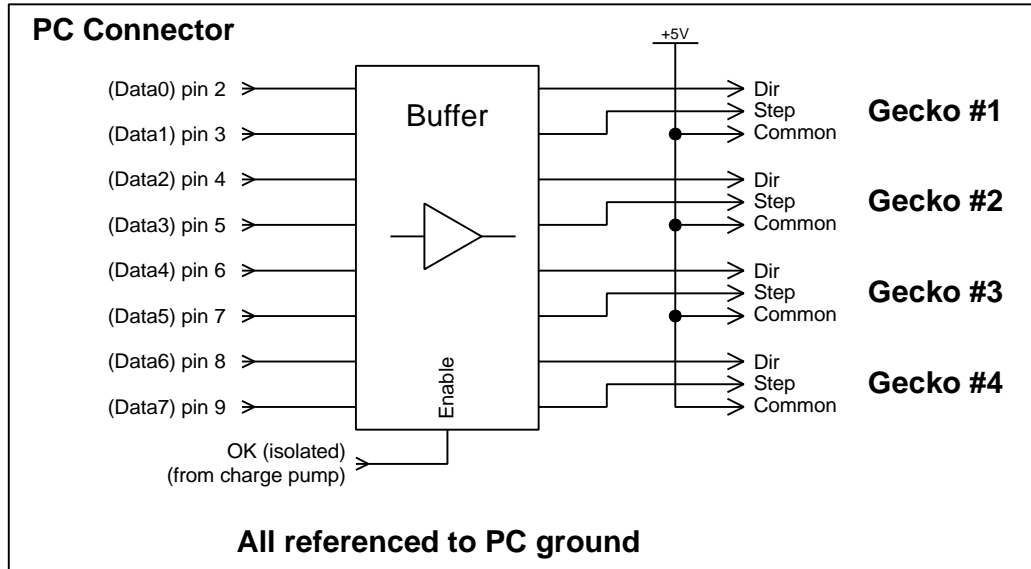 PC Connector
+5V
(Data0) pin 2
(Data1) pin 3
(Data2) pin 4
(Data3) pin 5
(Data4) pin 6
(Data5) pin 7
(Data6) pin 8
(Data7) pin 9
OK (isolated)
(from charge pump)
Buffer
Enable
Dir
Step
Common
Gecko #1
Dir
Step
Common
Gecko #2
Dir
Step
Common
Gecko #3
Dir
Step
Common
Gecko #4
All referenced to PC ground